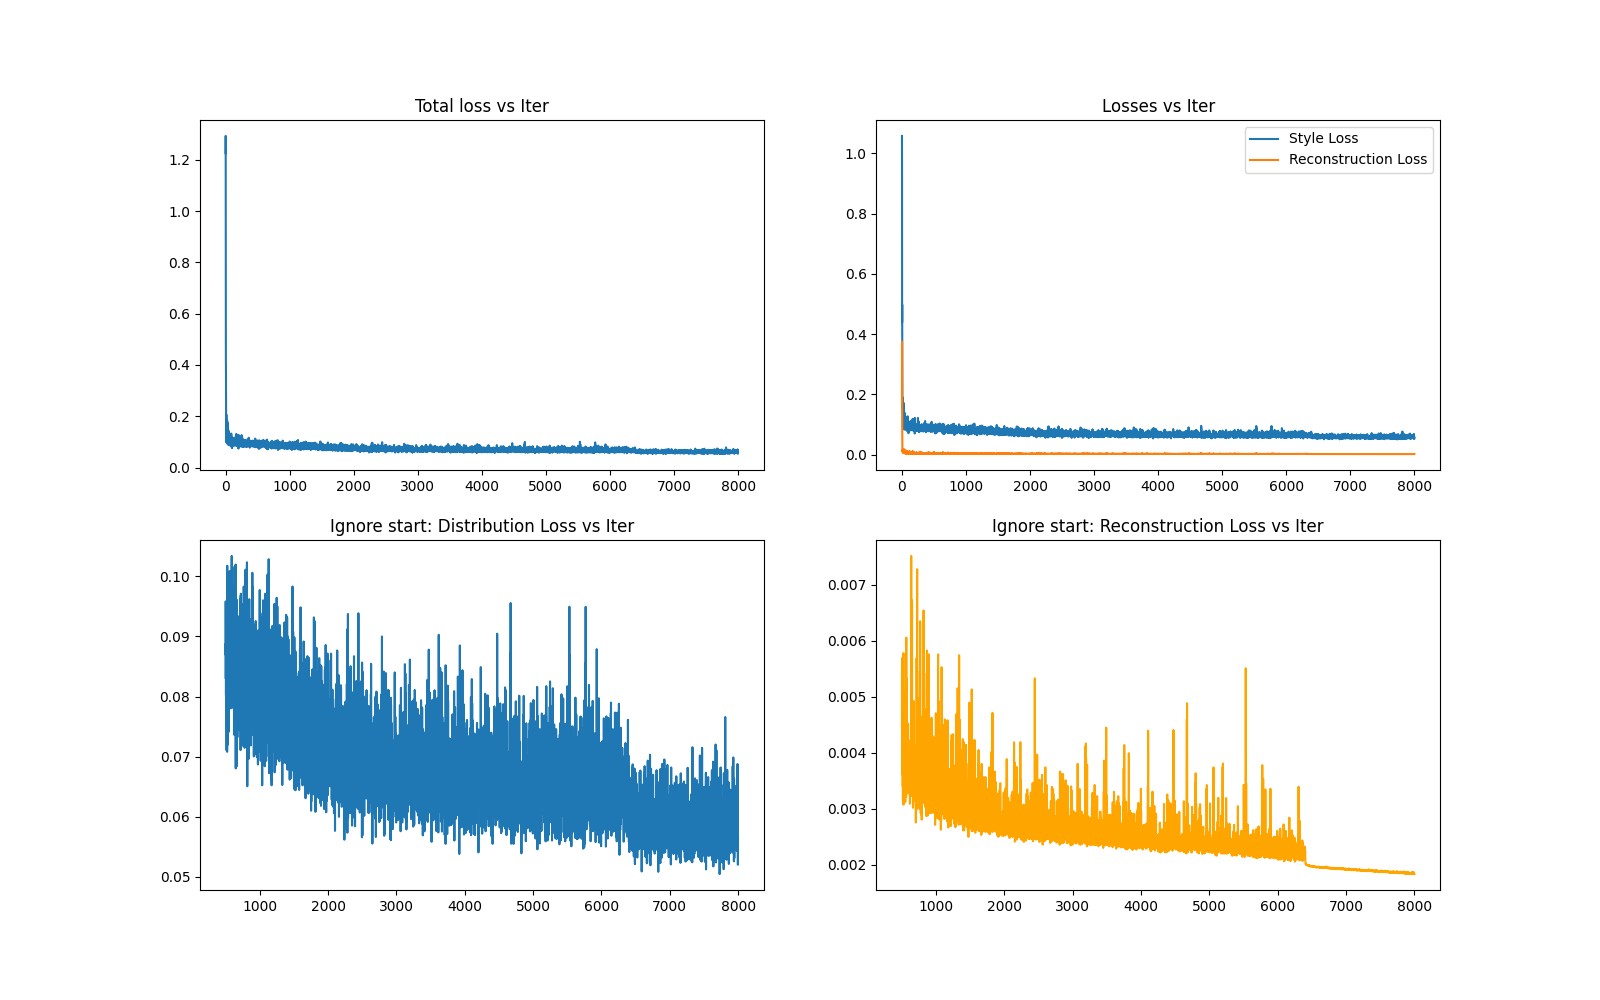 Total loss vs Iter
1.2
1.0
0.8
0.6
0.4
0.2
0.0
0 1000 2000 3000 4000 5000 6000 7000 8000
Losses vs Iter
Style Loss
Reconstruction Loss
1.0
0.8
0.6
0.4
0.2
0.0
0 1000 2000 3000 4000 5000 6000 7000 8000
Ignore start: Distribution Loss vs Iter
0.10
0.09
0.08
0.07
0.06
0.05
1000 2000 3000 4000 5000 6000 7000 8000
Ignore start: Reconstruction Loss vs Iter
0.007
0.006
0.005
0.004
0.003
0.002
1000 2000 3000 4000 5000 6000 7000 8000